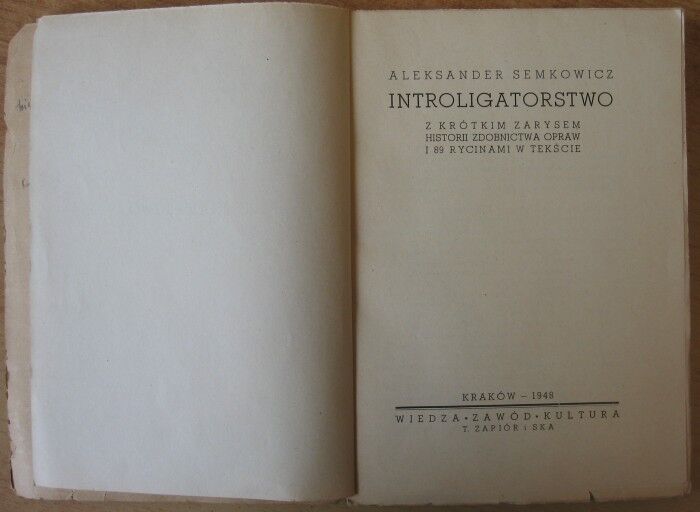 ALEKSANDER SEMKOWICZ
INTROLIGATORSTWO
Z KRÓTKIM ZARYSEM
HISTORII ZDOBNICTWA OPRAW
I 89 RYCINAMI W TEKŚCIE
KRAKÓW – 1948
WIEDZA • ZAWÓD • KULTURA
T. ZAPIÓR i SKA